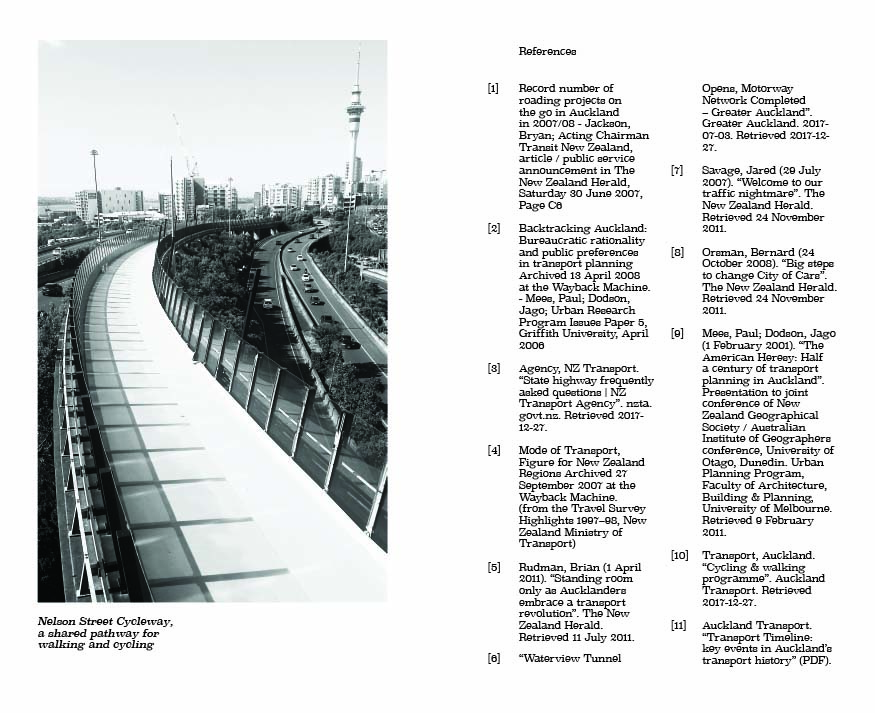 Nelson Street Cycleway,
a shared pathway for
walking and cycling
References
[1] Record number of
roading projects on
the go in Auckland
in 2007/08 - Jackson,
Bryan; Acting Chairman
Transit New Zealand,
article / public service
announcement in The
New Zealand Herald,
Saturday 30 June 2007,
Page C6
[2] Backtracking Auckland:
Bureaucratic rationality
and public preferences
in transport planning
Archived 13 April 2008
at the Wayback Machine.
- Mees, Paul; Dodson,
Jago; Urban Research
Program Issues Paper 5,
Griffith University, April
2006
[3] Agency, NZ Transport.
“State highway frequently
asked questions | NZ
Transport Agency”. nzta.
govt.nz. Retrieved 2017-
12-27.
[4] Mode of Transport,
Figure for New Zealand
Regions Archived 27
September 2007 at the
Wayback Machine.
(from the Travel Survey
Highlights 1997–98, New
Zealand Ministry of
Transport)
[5] Rudman, Brian (1 April
2011). “Standing room
only as Aucklanders
embrace a transport
revolution”. The New
Zealand Herald.
Retrieved 11 July 2011.
[6] “Waterview Tunnel
Opens, Motorway
Network Completed
– Greater Auckland”.
Greater Auckland. 2017-
07-03. Retrieved 2017-12-
27.
[7] Savage, Jared (29 July
2007). “Welcome to our
traffic nightmare”. The
New Zealand Herald.
Retrieved 24 November
2011.
[8] Orsman, Bernard (24
October 2008). “Big steps
to change City of Cars”.
The New Zealand Herald.
Retrieved 24 November
2011.
[9] Mees, Paul; Dodson, Jago
(1 February 2001). “The
American Heresy: Half
a century of transport
planning in Auckland”.
Presentation to joint
conference of New
Zealand Geographical
Society / Australian
Institute of Geographers
conference, University of
Otago, Dunedin. Urban
Planning Program,
Faculty of Architecture,
Building & Planning,
University of Melbourne.
Retrieved 9 February
2011.
[10] Transport, Auckland.
“Cycling & walking
programme”. Auckland
Transport. Retrieved
2017-12-27.
[11] Auckland Transport.
“Transport Timeline:
key events in Auckland’s
transport history” (PDF).